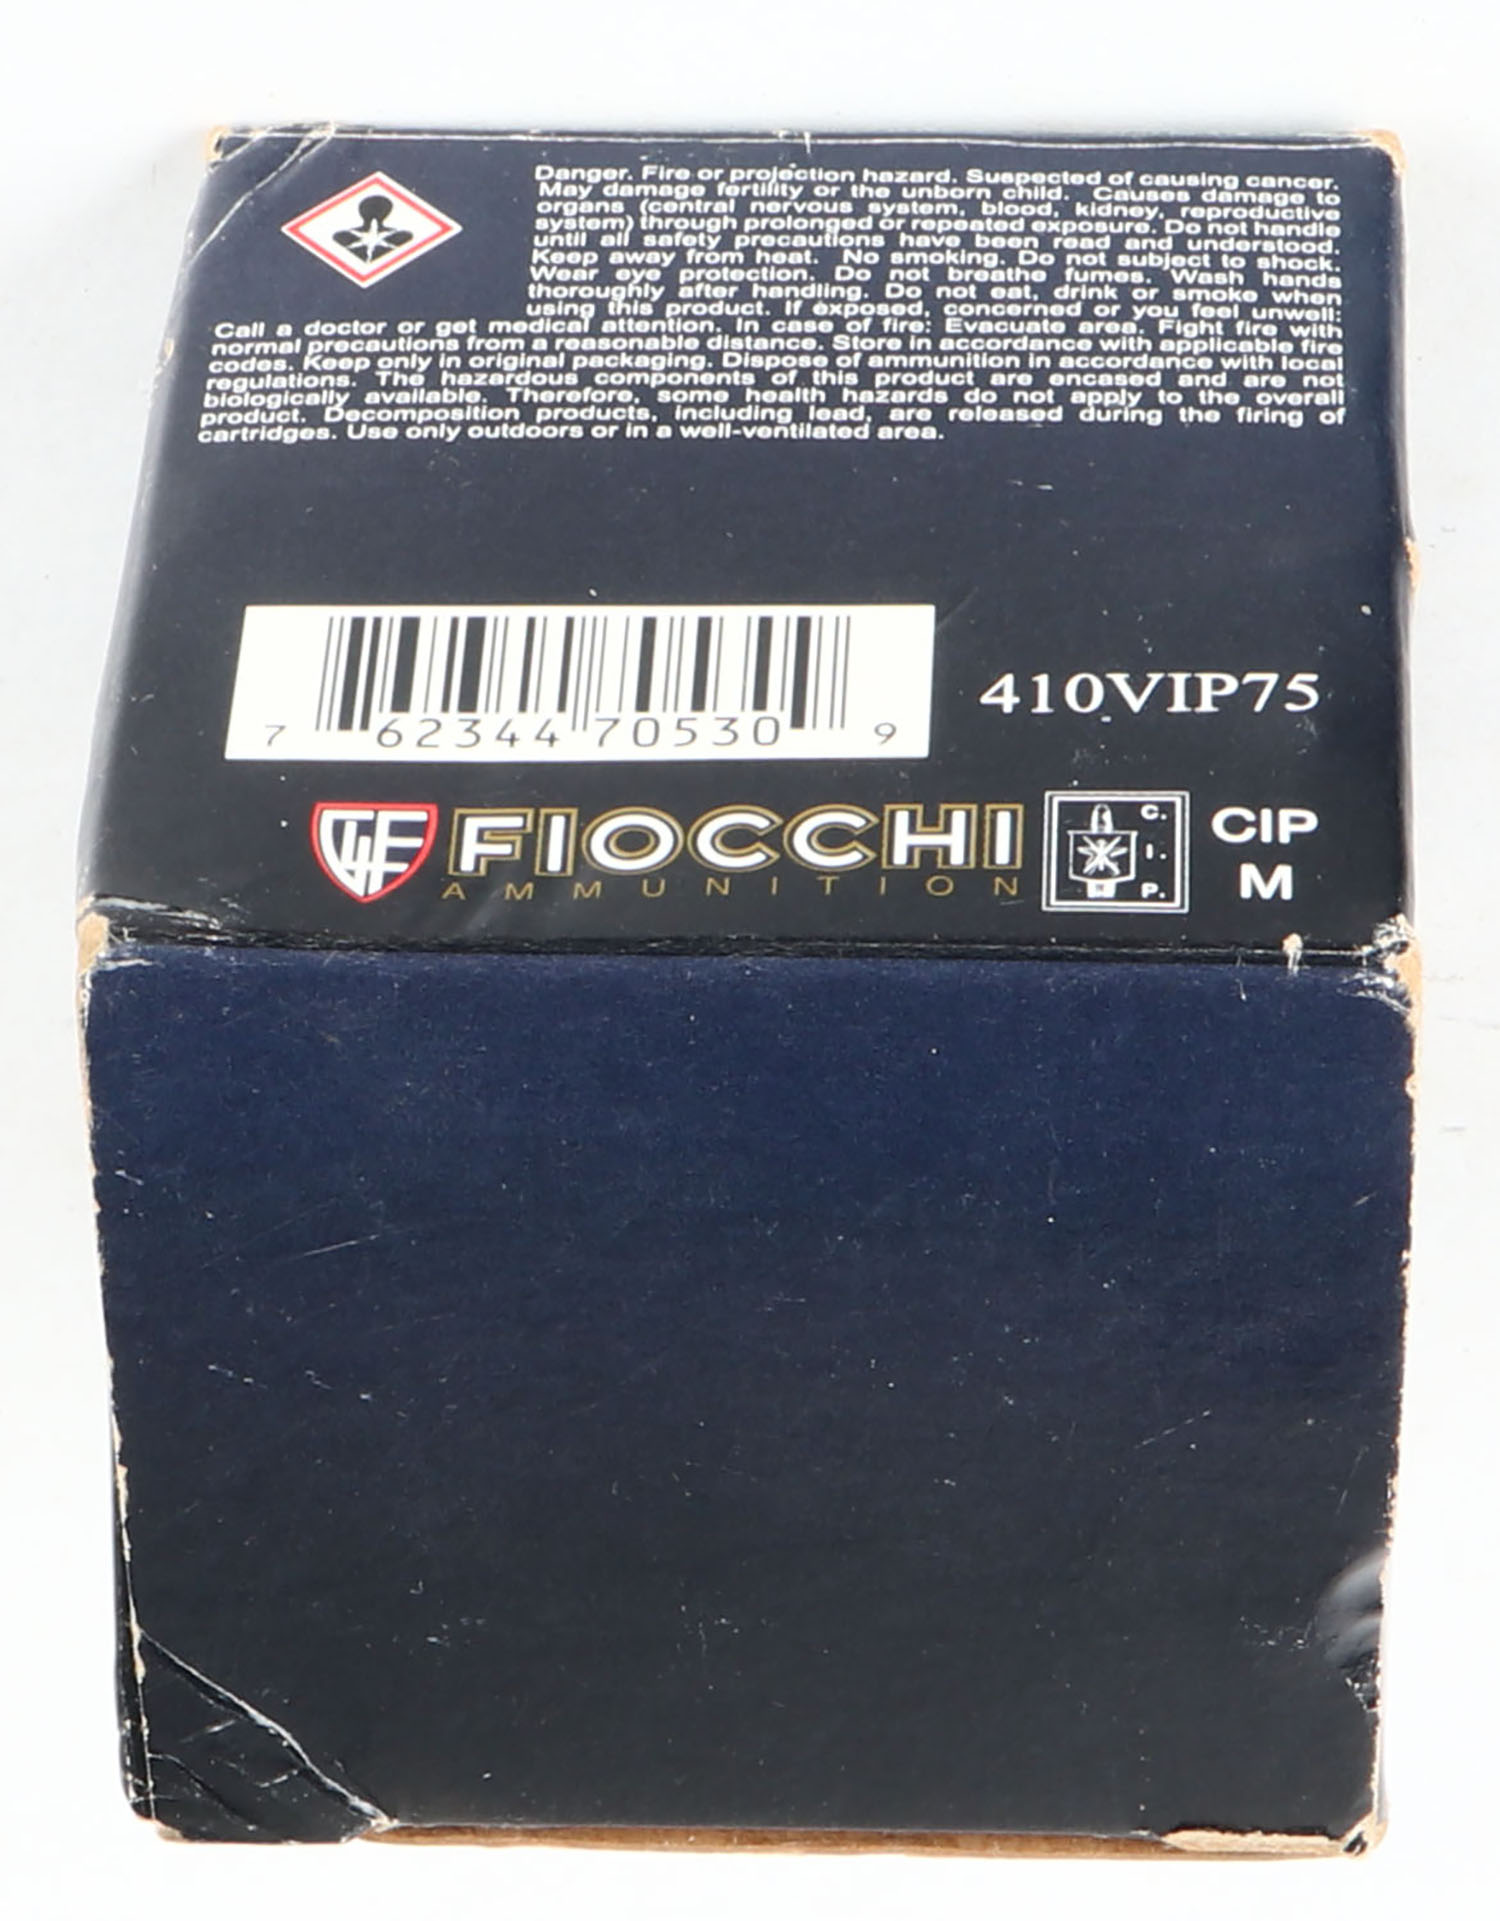 Danger. Fire or projection hazard. Suspected of causing cancer.
May damage fertility or the unborn child. Causes damage to
organs (central nervous system, blood, kidney, reproductive
system) through prolonged or repeated exposure. Do not handle
until all safety precautions have been read and understood.
Keep away from heat. No smoking. Do not subject to shock.
Wear eye protection. Do not breathe fumes. Wash hands
thoroughly after handling. Do not eat, drink or smoke when
using this product. If exposed, concerned or you feel unwell:
Call a doctor or get medical attention. In case of fire: Evacuate area. Fight fire with
normal precautions from a reasonable distance. Store in accordance with applicable fire
codes. Keep only in original packaging. Dispose of ammunition in accordance with local
regulations. The hazardous components of this product are encased and are not
biologically available. Therefore, some health hazards do not apply to the overall
product. Decomposition products, including lead, are released during the firing of
cartridges. Use only outdoors or in a well-ventilated area.
7 62344 70530 9
410VIP75
GFL FIOCCHI
AMMUNITION
C.
I.
P.
CIP
M